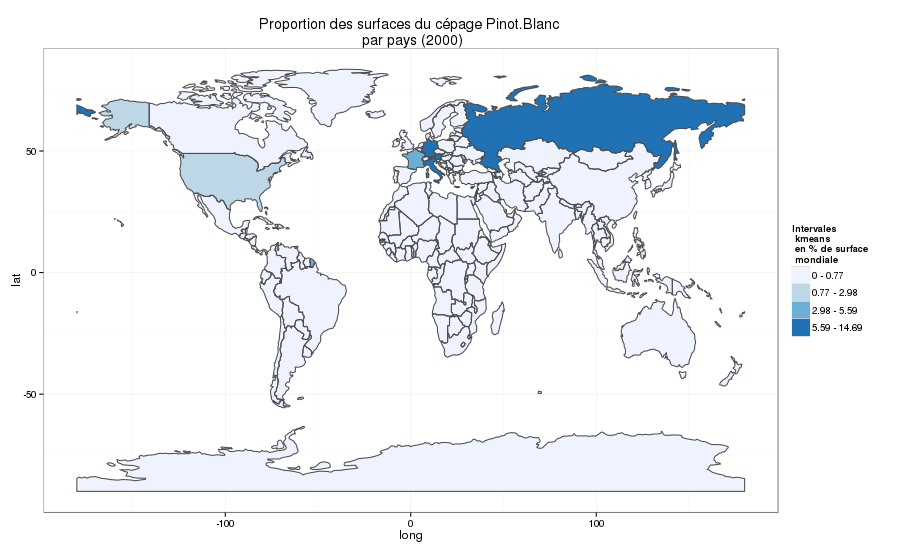 Proportion des surfaces du cépage Pinot.Blanc
par pays (2000)
50
0
-50
lat
-100
0
100
long
Intervales
kmeans
en % de surface
mondiale
0 - 0.77
0.77 - 2.98
2.98 - 5.59
5.59 - 14.69